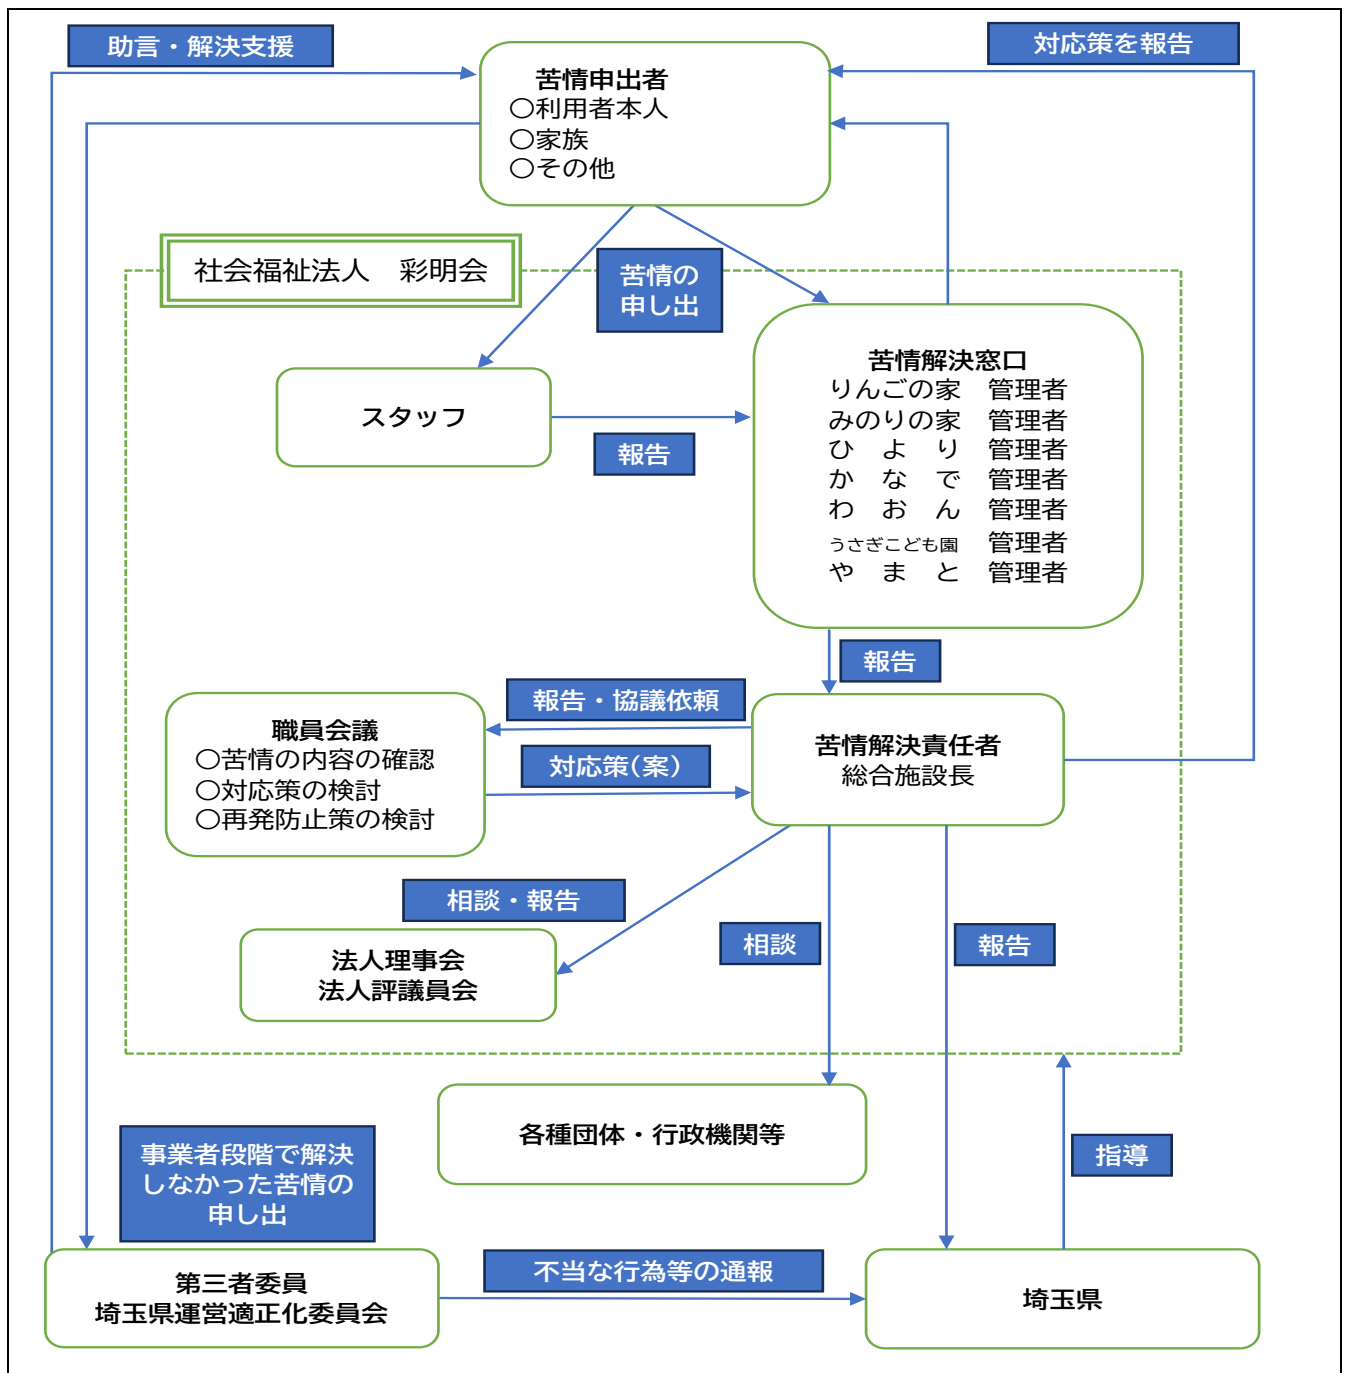 助言・解決支援
対応策を報告
苦情申出者
○利用者本人
○家族
○その他
社会福祉法人　彩明会
苦情の
申し出
苦情解決窓口
りんごの家　管理者
みのりの家　管理者
ひ　よ　り　管理者
か　な　で　管理者
わ　お　ん　管理者
うさぎこども園　管理者
や　ま　と　管理者
スタッフ
報告
報告
報告・協議依頼
職員会議
○苦情の内容の確認
○対応策の検討
○再発防止策の検討
対応策（案）
苦情解決責任者
総合施設長
相談・報告
相談
報告
法人理事会
法人評議員会
各種団体・行政機関等
指導
事業者段階で解決
しなかった苦情の
申し出
第三者委員
埼玉県運営適正化委員会
不当な行為等の通報
埼玉県